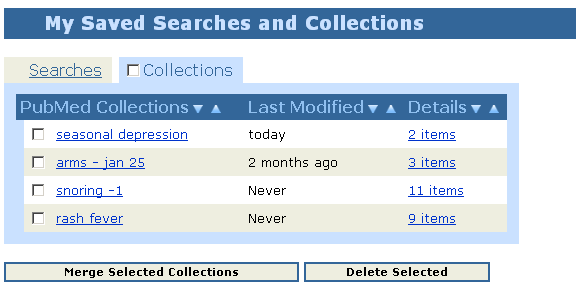 My Saved Searches and Collections
Searches Collections
PubMed Collections Last Modified Details
seasonal depression today 2 items
arms - jan 25 2 months ago 3 items
snoring -1 Never 11 items
rash fever Never 9 items
Merge Selected Collections Delete Selected